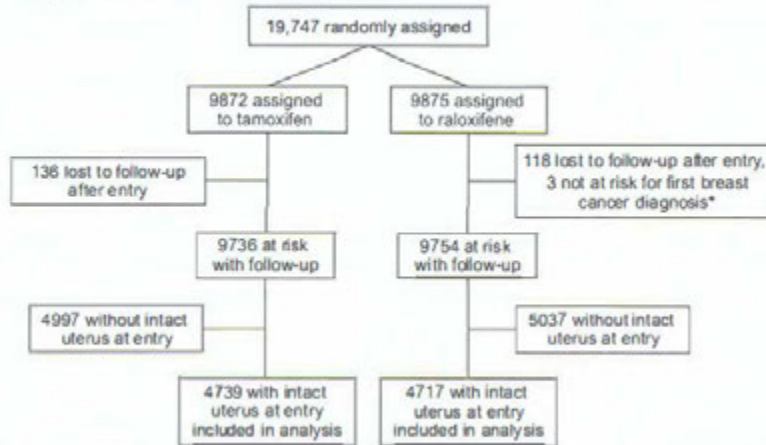 19,747 randomly assigned
9872 assigned
to tamoxifen
9875 assigned
to raloxifene
136 lost to follow-up
after entry
118 lost to follow-up after entry,
3 not at risk for first breast
cancer diagnosis*
9736 at risk
with follow-up
9754 at risk
with follow-up
4997 without intact
uterus at entry
5037 without intact
uterus at entry
4739 with intact
uterus at entry
included in analysis
4717 with intact
uterus at entry
included in analysis